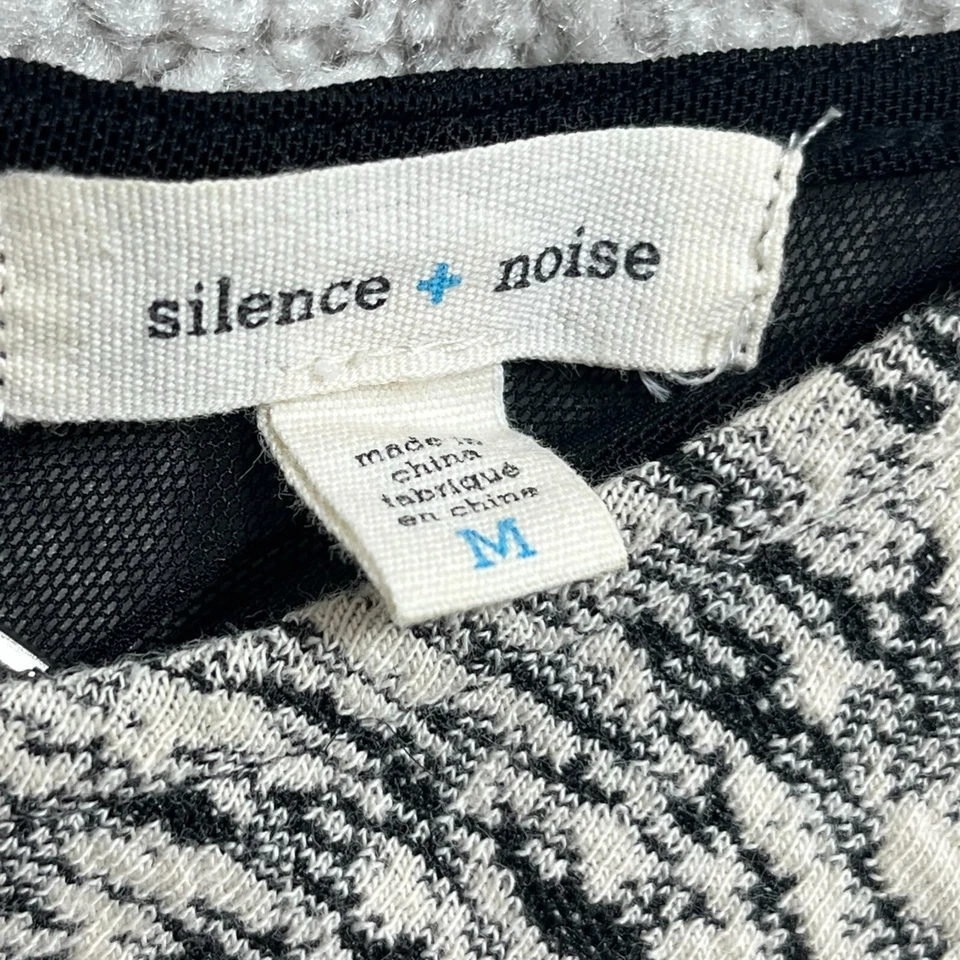 silence + noise
made in
china
fabriqué
en chine
M